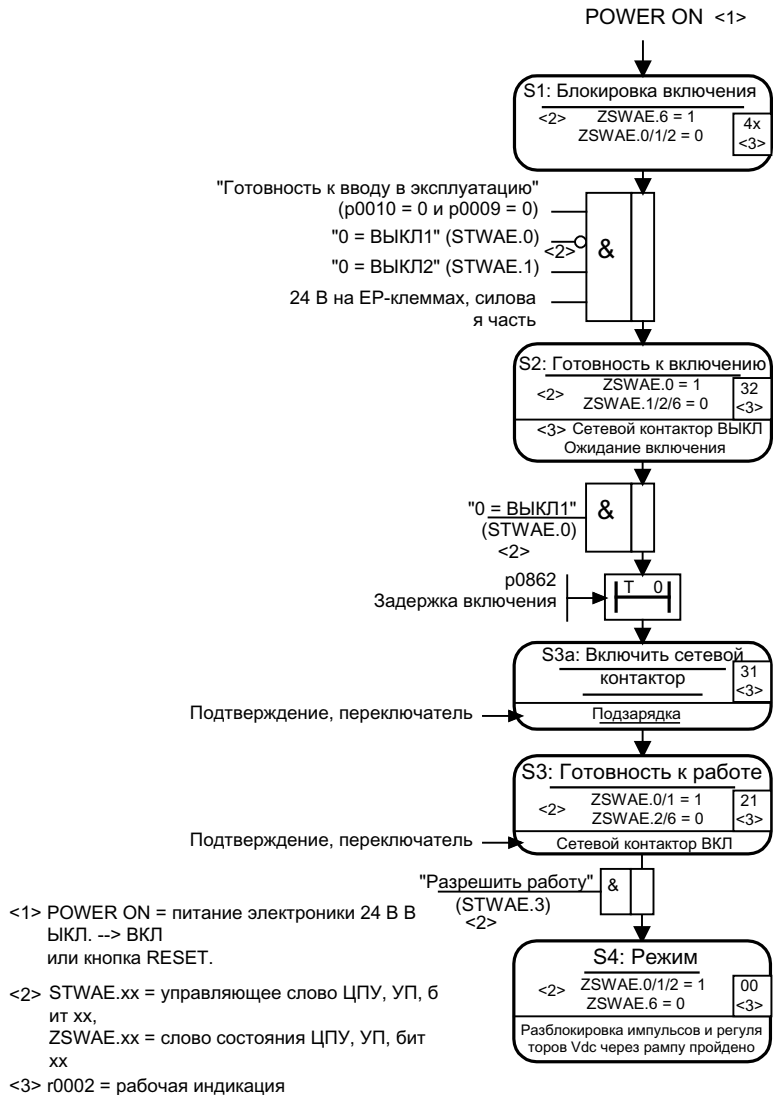 POWER ON <1>
S1: Блокировка включения
<2> ZSWAE.6 = 1
ZSWAE.0/1/2 = 0
4x
<3>
"Готовность к вводу в эксплуатацию"
(p0010 = 0 и p0009 = 0)
"0 = ВЫКЛ1" (STWAE.0)
<2>
"0 = ВЫКЛ2" (STWAE.1)
24 В на EP-клеммах, силова
я часть
&
S2: Готовность к включению
<2> ZSWAE.0 = 1
ZSWAE.1/2/6 = 0
32
<3>
<3> Сетевой контактор ВЫКЛ
Ожидание включения
"0 = ВЫКЛ1"
(STWAE.0)
<2>
&
p0862
Задержка включения
T 0
S3a: Включить сетевой
контактор
31
<3>
Подтверждение, переключатель
Подзарядка
S3: Готовность к работе
<2> ZSWAE.0/1 = 1
ZSWAE.2/6 = 0
21
<3>
Подтверждение, переключатель
Сетевой контактор ВКЛ
"Разрешить работу"
(STWAE.3)
<2>
&
S4: Режим
<2> ZSWAE.0/1/2 = 1
ZSWAE.6 = 0
00
<3>
Разблокировка импульсов и регуля
торов Vdc через рампу пройдено
<1> POWER ON = питание электроники 24 В В
ЫКЛ. --> ВКЛ
или кнопка RESET.
<2> STWAE.xx = управляющее слово ЦПУ, УП, б
ит xx,
ZSWAE.xx = слово состояния ЦПУ, УП, бит
xx
<3> r0002 = рабочая индикация